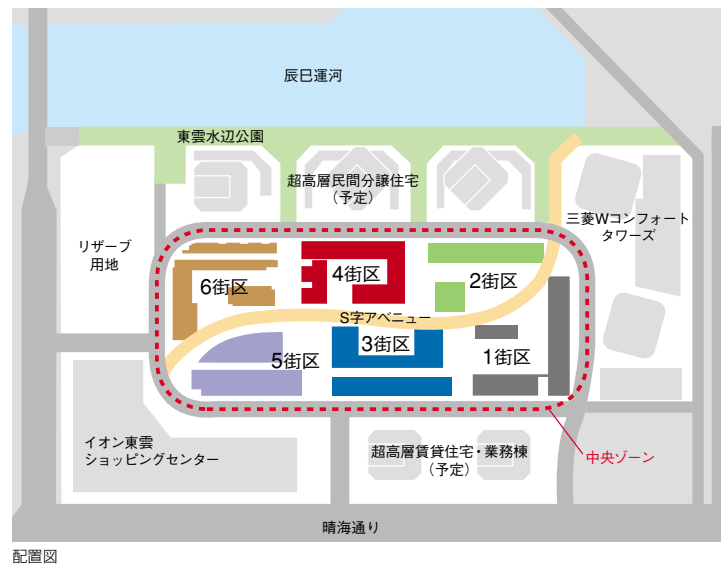 辰巳運河
東雲水辺公園
超高層民間分譲住宅
（予定）
三菱Wコンフォート
タワーズ
リザーブ
用地
6街区
4街区
2街区
S字アベニュー
5街区
3街区
1街区
イオン東雲
ショッピングセンター
超高層賃貸住宅・業務棟
（予定）
中央ゾーン
晴海通り
配置図